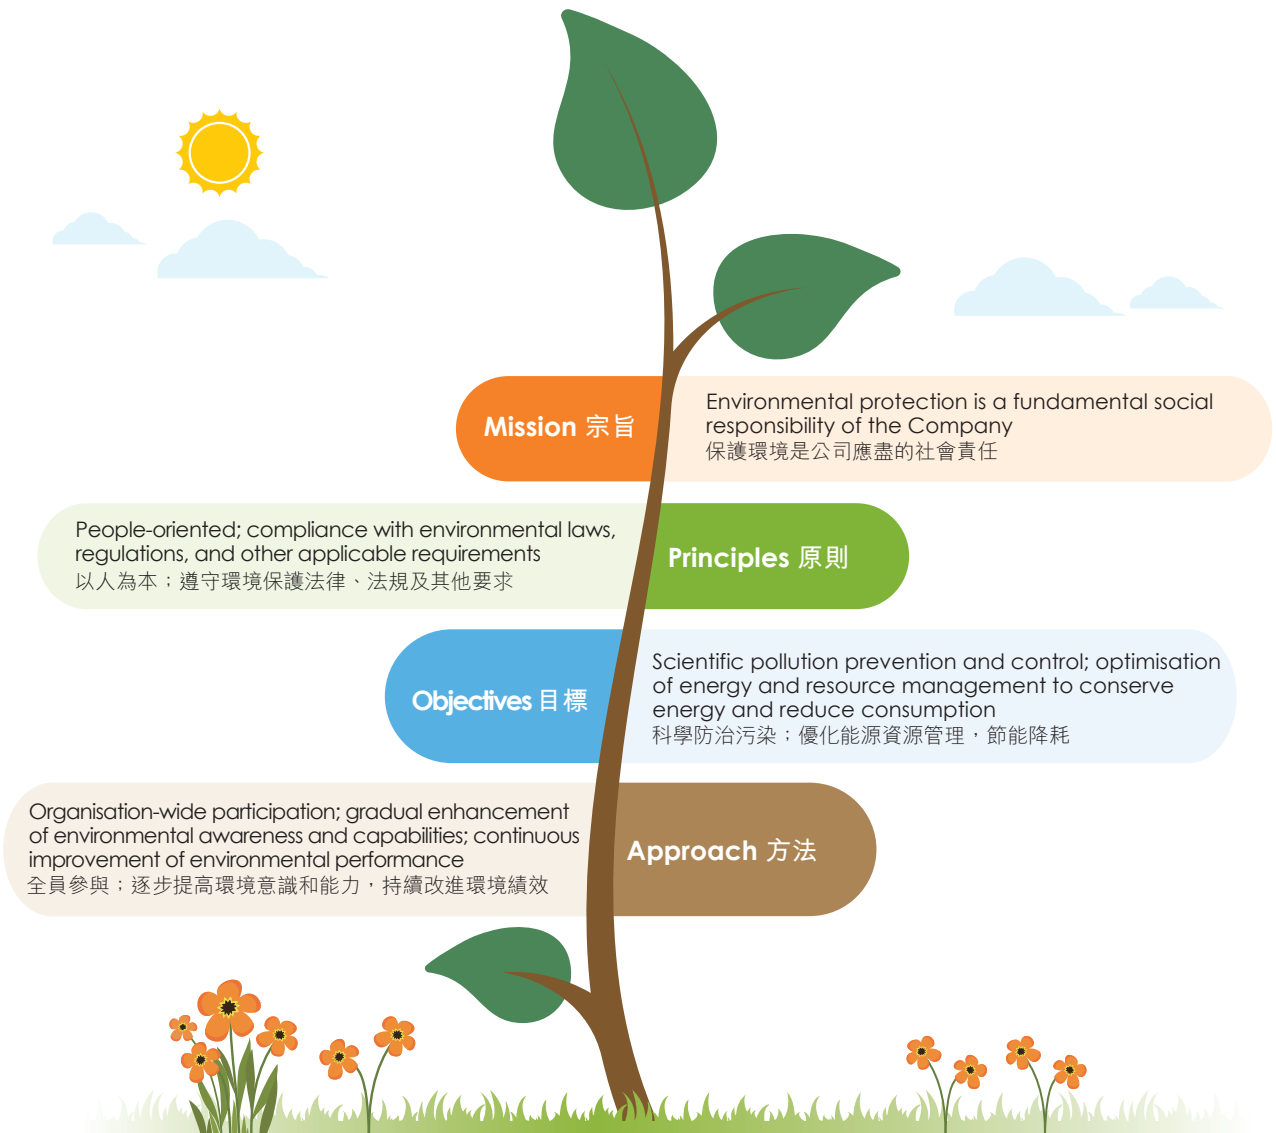 Mission 宗旨
Environmental protection is a fundamental social
responsibility of the Company
保護環境是公司應盡的社會責任
People-oriented; compliance with environmental laws,
regulations, and other applicable requirements
以人為本；遵守環境保護法律、法規及其他要求
Principles 原則
Objectives 目標
Scientific pollution prevention and control; optimisation
of energy and resource management to conserve
energy and reduce consumption
科學防治污染；優化能源資源管理，節能降耗
Organisation-wide participation; gradual enhancement
of environmental awareness and capabilities; continuous
improvement of environmental performance
全員參與；逐步提高環境意識和能力，持續改進環境績效
Approach 方法